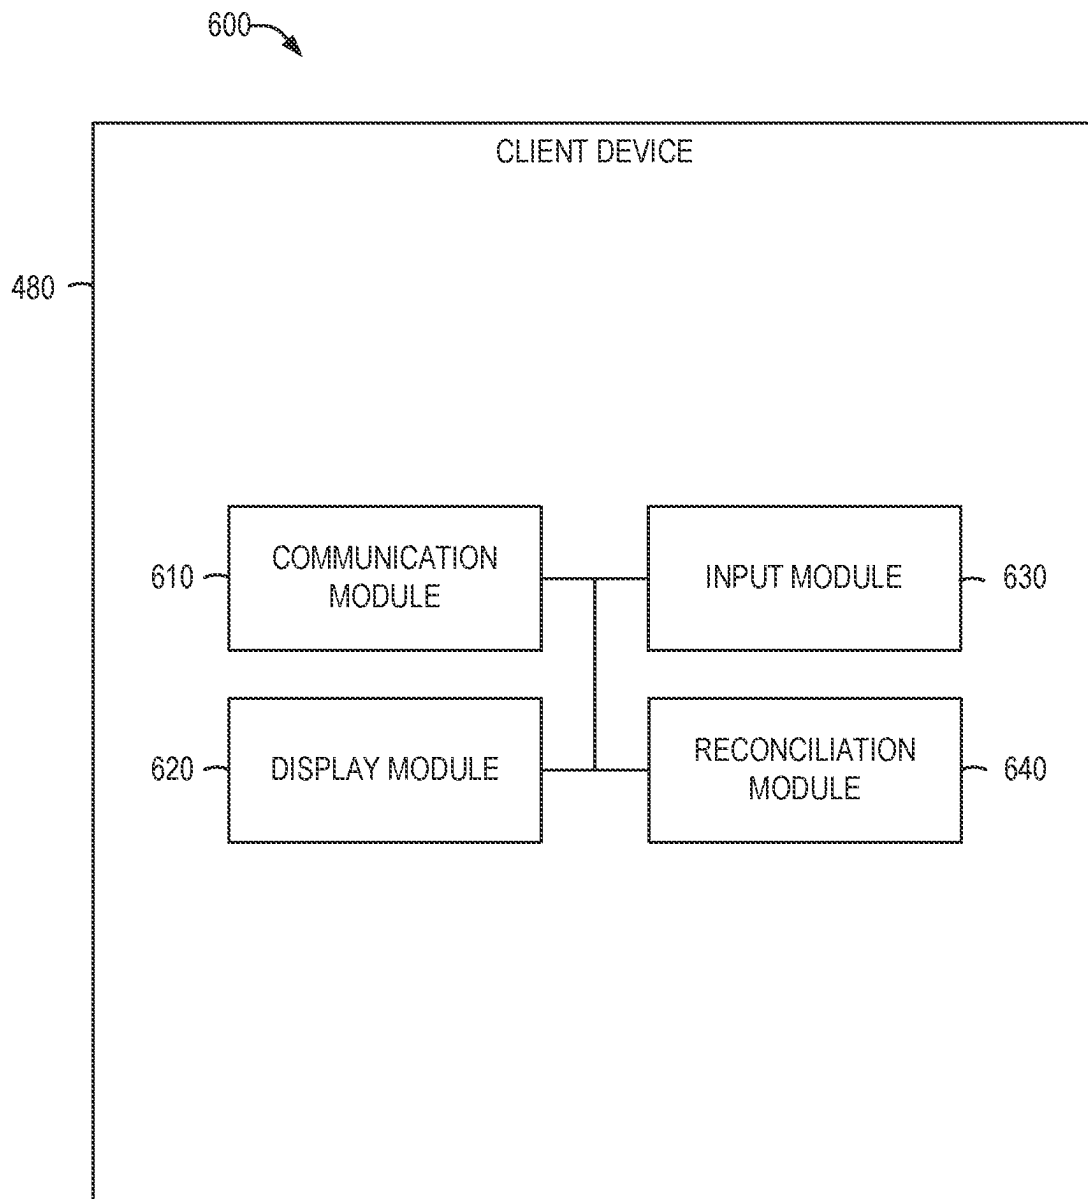 600
CLIENT DEVICE
480
COMMUNICATION
MODULE
610
INPUT MODULE
630
DISPLAY MODULE
620
RECONCILIATION
MODULE
640